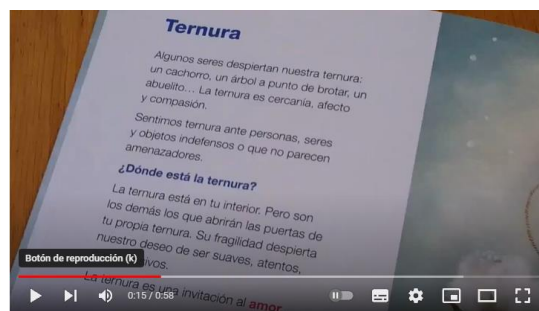 Ternura
Algunos seres despiertan nuestra ternura:
un cachorro, un árbol a punto de brotar, un
abuelito... La ternura es cercanía, afecto
y compasión.
Sentimos ternura ante personas, seres
y objetos indefensos o que no parecen
amenazadores.
¿Dónde está la ternura?
La ternura está en tu interior. Pero son
los demás los que abrirán las puertas de
tu propia ternura. Su fragilidad despierta
nuestro deseo de ser suaves, atentos,
Botón de reproducción (k)
La ternura es una invitación al amor
0:15 / 0:58